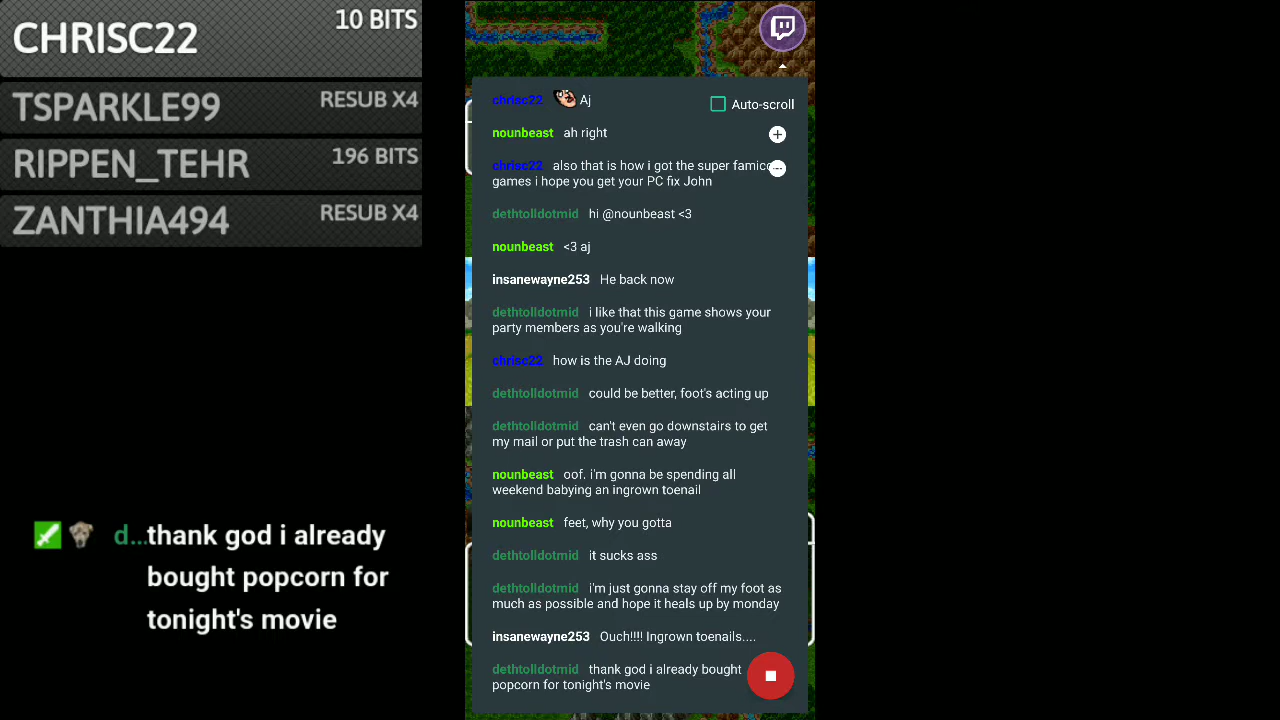 CHRISC22 10 BITS
TSPARKLE99 RESUB X4
RIPPEN_TEHR 196 BITS
ZANTHIA494 RESUB X4
d...thank god i already
bought popcorn for
tonight's movie
chrisc22 Aj
Auto-scroll
nounbeast ah right
chrisc22 also that is how i got the super famico
games i hope you get your PC fix John
dethtolldotmid hi @nounbeast <3
nounbeast <3 aj
insanewayne253 He back now
dethtolldotmid i like that this game shows your
party members as you're walking
chrisc22 how is the AJ doing
dethtolldotmid could be better, foot's acting up
dethtolldotmid can't even go downstairs to get
my mail or put the trash can away
nounbeast oof. i'm gonna be spending all
weekend babying an ingrown toenail
nounbeast feet, why you gotta
dethtolldotmid it sucks ass
dethtolldotmid i'm just gonna stay off my foot as
much as possible and hope it heals up by monday
insanewayne253 Ouch!!!! Ingrown toenails....
dethtolldotmid thank god i already bought
popcorn for tonight's movie